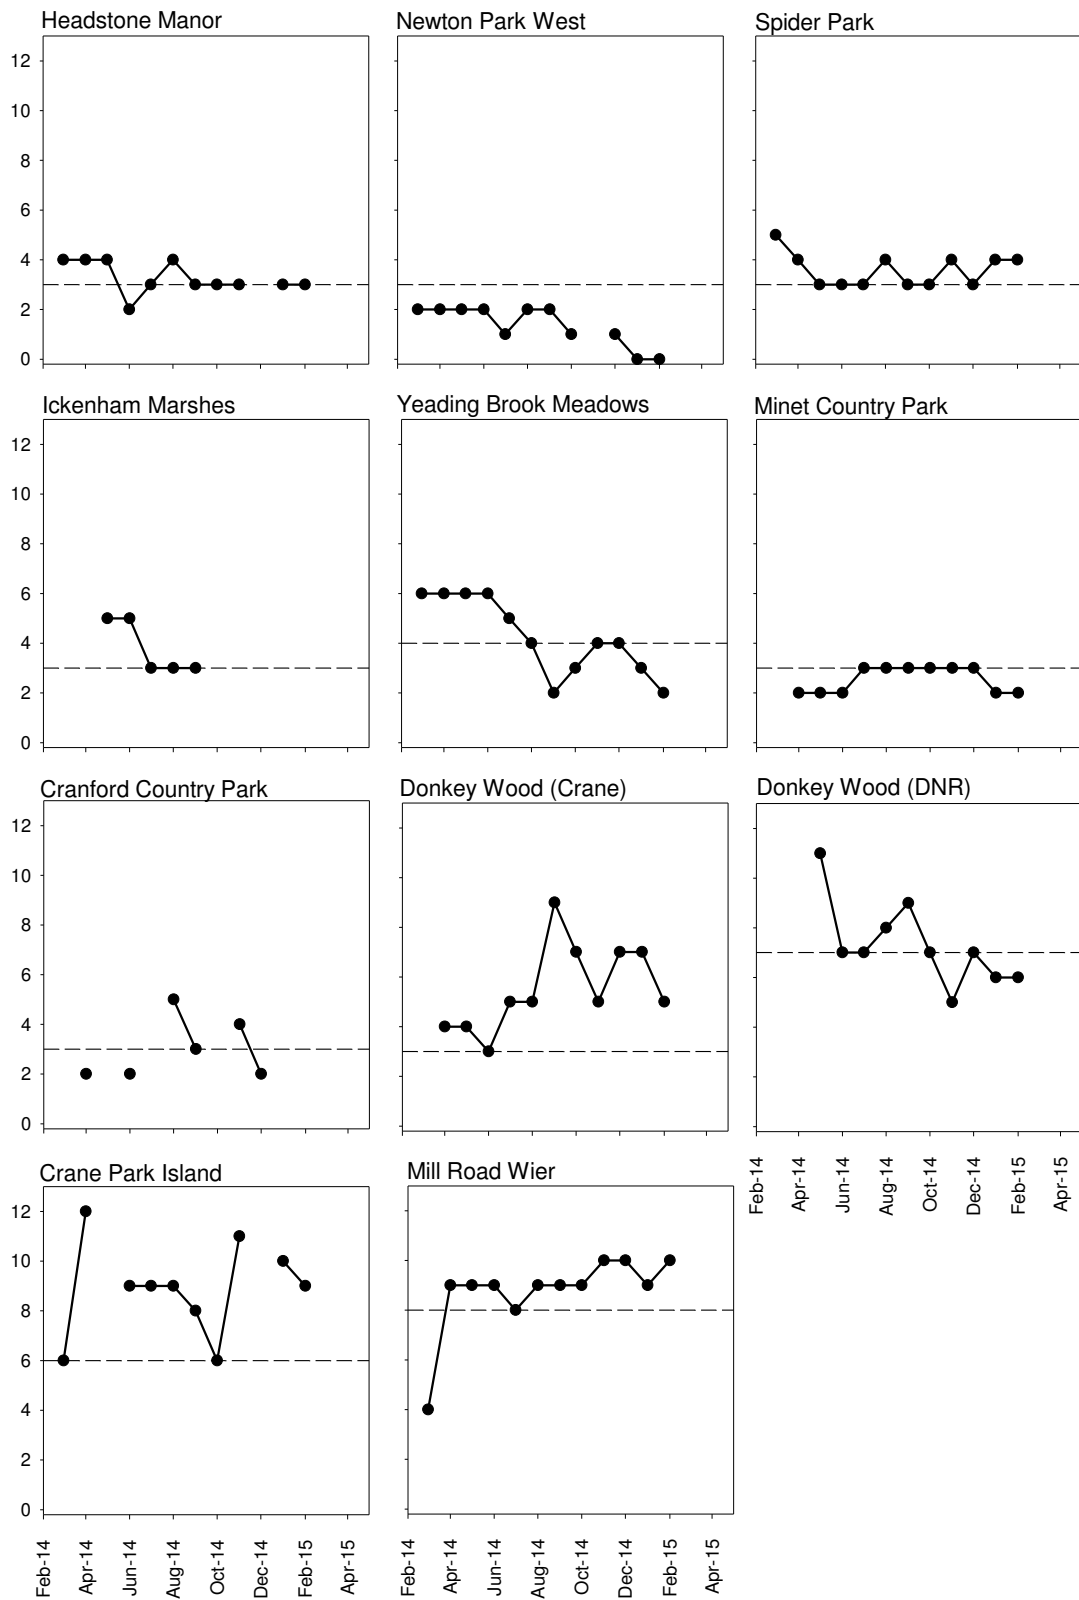 Headstone Manor
Newton Park West
Spider Park
12
10
8
6
4
2
0
Ickenham Marshes
Yeading Brook Meadows
Minet Country Park
12
10
8
6
4
2
0
Cranford Country Park
Donkey Wood (Crane)
Donkey Wood (DNR)
12
10
8
6
4
2
0
Feb-14
Apr-14
Jun-14
Aug-14
Oct-14
Dec-14
Feb-15
Apr-15
Crane Park Island
Mill Road Wier
12
10
8
6
4
2
0
Feb-14
Apr-14
Jun-14
Aug-14
Oct-14
Dec-14
Feb-15
Apr-15
Feb-14
Apr-14
Jun-14
Aug-14
Oct-14
Dec-14
Feb-15
Apr-15